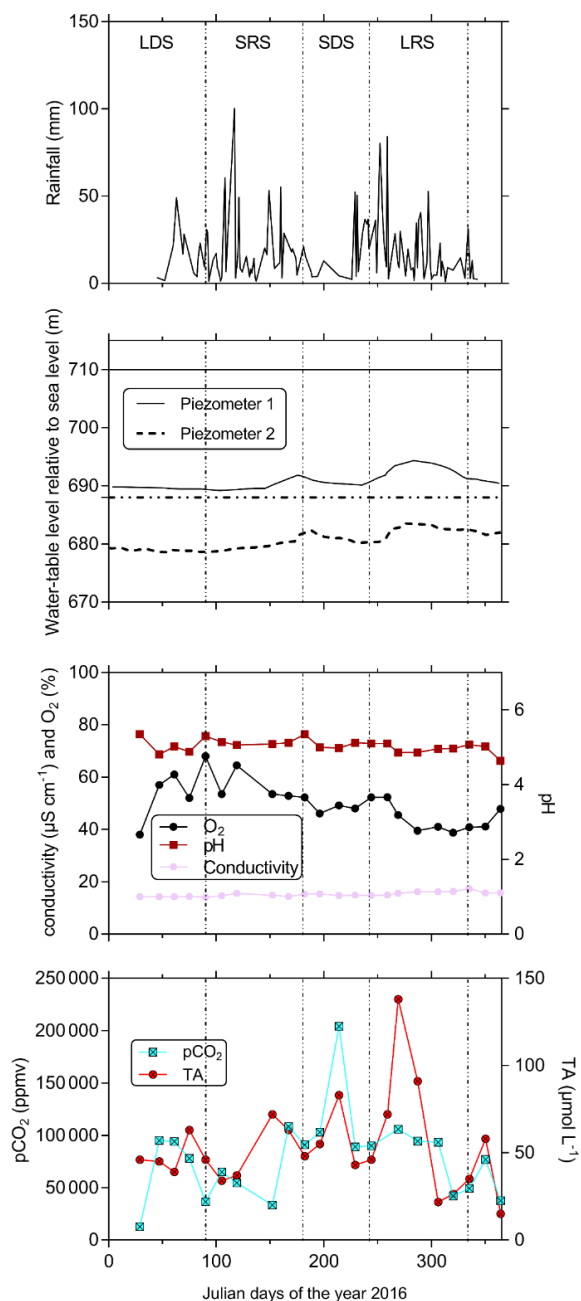 150
LDS
SRS
SDS
LRS
100
50
0
Rainfall (mm)
710
700
690
680
670
Water-table level relative to sea level (m)
Piezometer 1
Piezometer 2
100
80
60
40
20
0
conductivity (µS cm⁻¹) and O₂ (%)
O₂
pH
Conductivity
6
4
2
0
pH
250 000
200 000
150 000
100 000
50 000
0
pCO₂ (ppmv)
pCO₂
TA
150
100
50
0
TA (µmol L⁻¹)
0 100 200 300
Julian days of the year 2016